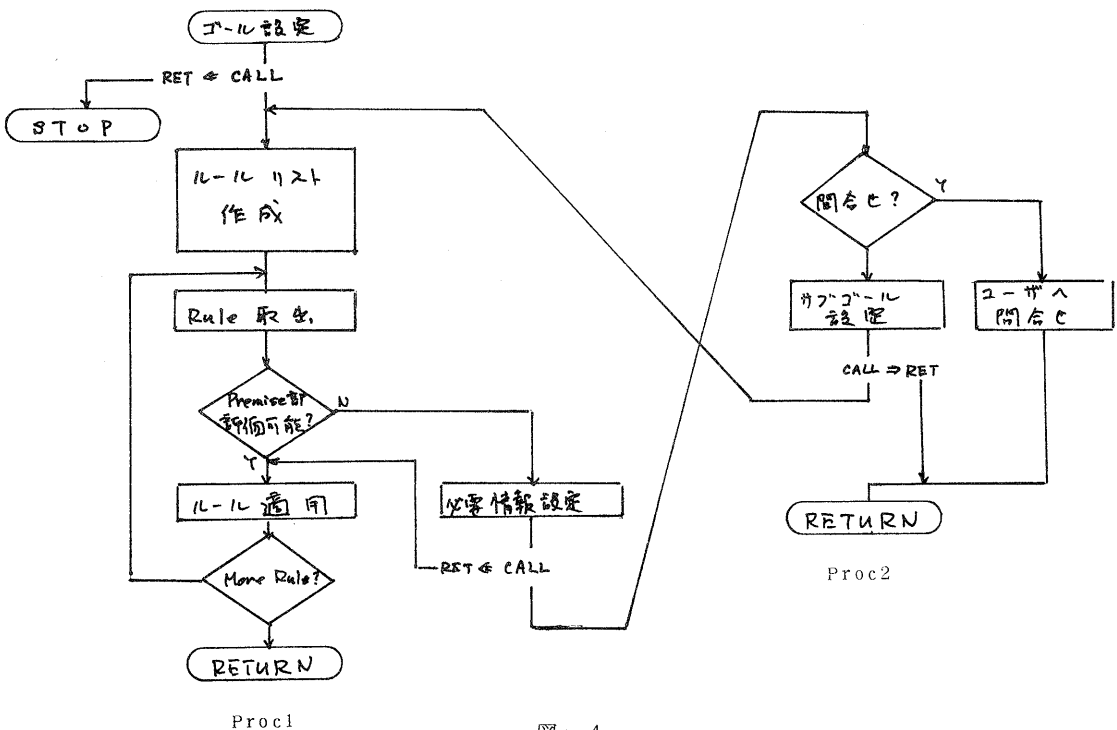 ゴール設定
RET ⇐ CALL
STOP
ルール リスト
作成
Rule 取出
Premise部
評価可能?
N
Y
ルール 適用
必要情報設定
RET ⇐ CALL
More Rule?
RETURN
Proc1
問合せ?
Y
サブゴール
設定
ユーザへ
問合せ
CALL ⇒ RET
RETURN
Proc2
図 . 4